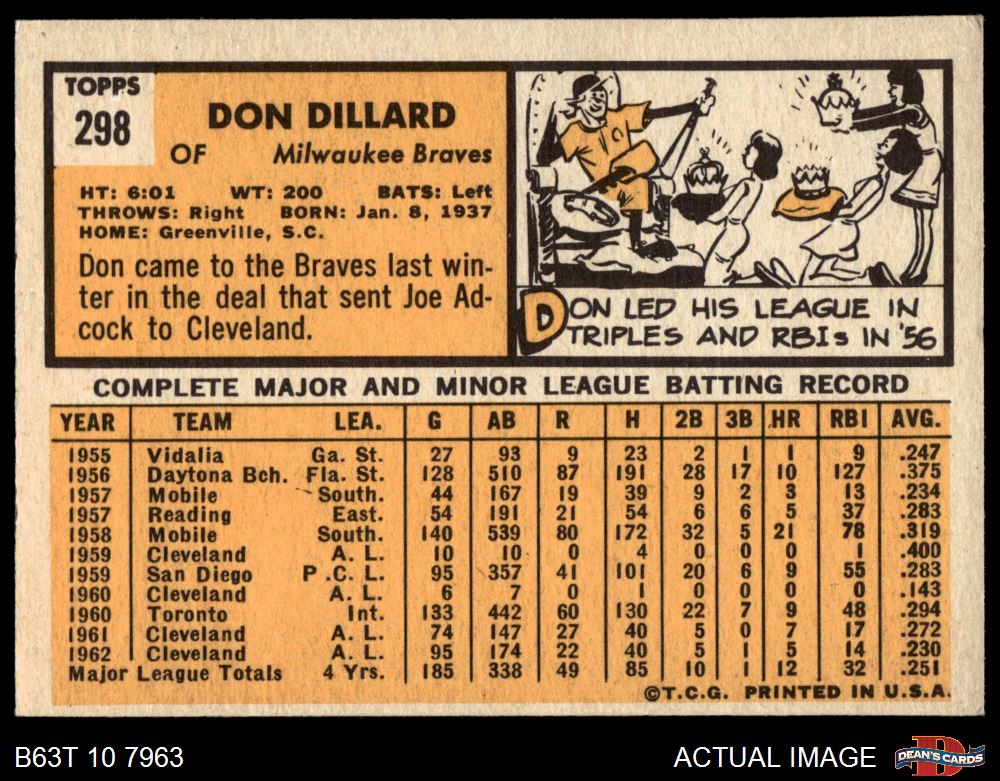 TOPPS
298
DON DILLARD
OF Milwaukee Braves
HT: 6:01 WT: 200 BATS: Left
THROWS: Right BORN: Jan. 8, 1937
HOME: Greenville, S.C.
Don came to the Braves last win-
ter in the deal that sent Joe Ad-
cock to Cleveland.
DON LED HIS LEAGUE IN
TRIPLES AND RBIs IN '56
COMPLETE MAJOR AND MINOR LEAGUE BATTING RECORD
YEAR TEAM LEA. G AB R H 2B 3B HR RBI AVG.
1955 Vidalia Ga. St. 27 93 9 23 2 1 1 9 .247
1956 Daytona Bch. Fla. St. 128 510 87 191 28 17 10 127 .375
1957 Mobile South. 44 167 19 39 9 2 3 13 .234
1957 Reading East. 54 191 21 54 6 6 5 37 .283
1958 Mobile South. 140 539 80 172 32 5 21 78 .319
1959 Cleveland A. L. 10 10 0 4 0 0 0 1 .400
1959 San Diego P.C. L. 95 357 41 101 20 6 9 55 .283
1960 Cleveland A. L. 6 7 0 1 0 0 0 0 .143
1960 Toronto Int. 133 442 60 130 22 7 9 48 .294
1961 Cleveland A. L. 74 147 27 40 5 0 7 17 .272
1962 Cleveland A. L. 95 174 22 40 5 1 5 14 .230
Major League Totals 4 Yrs. 185 338 49 85 10 1 12 32 .251
©T.C.G. PRINTED IN U.S.A.
B63T 10 7963 ACTUAL IMAGE DEAN'S CARDS